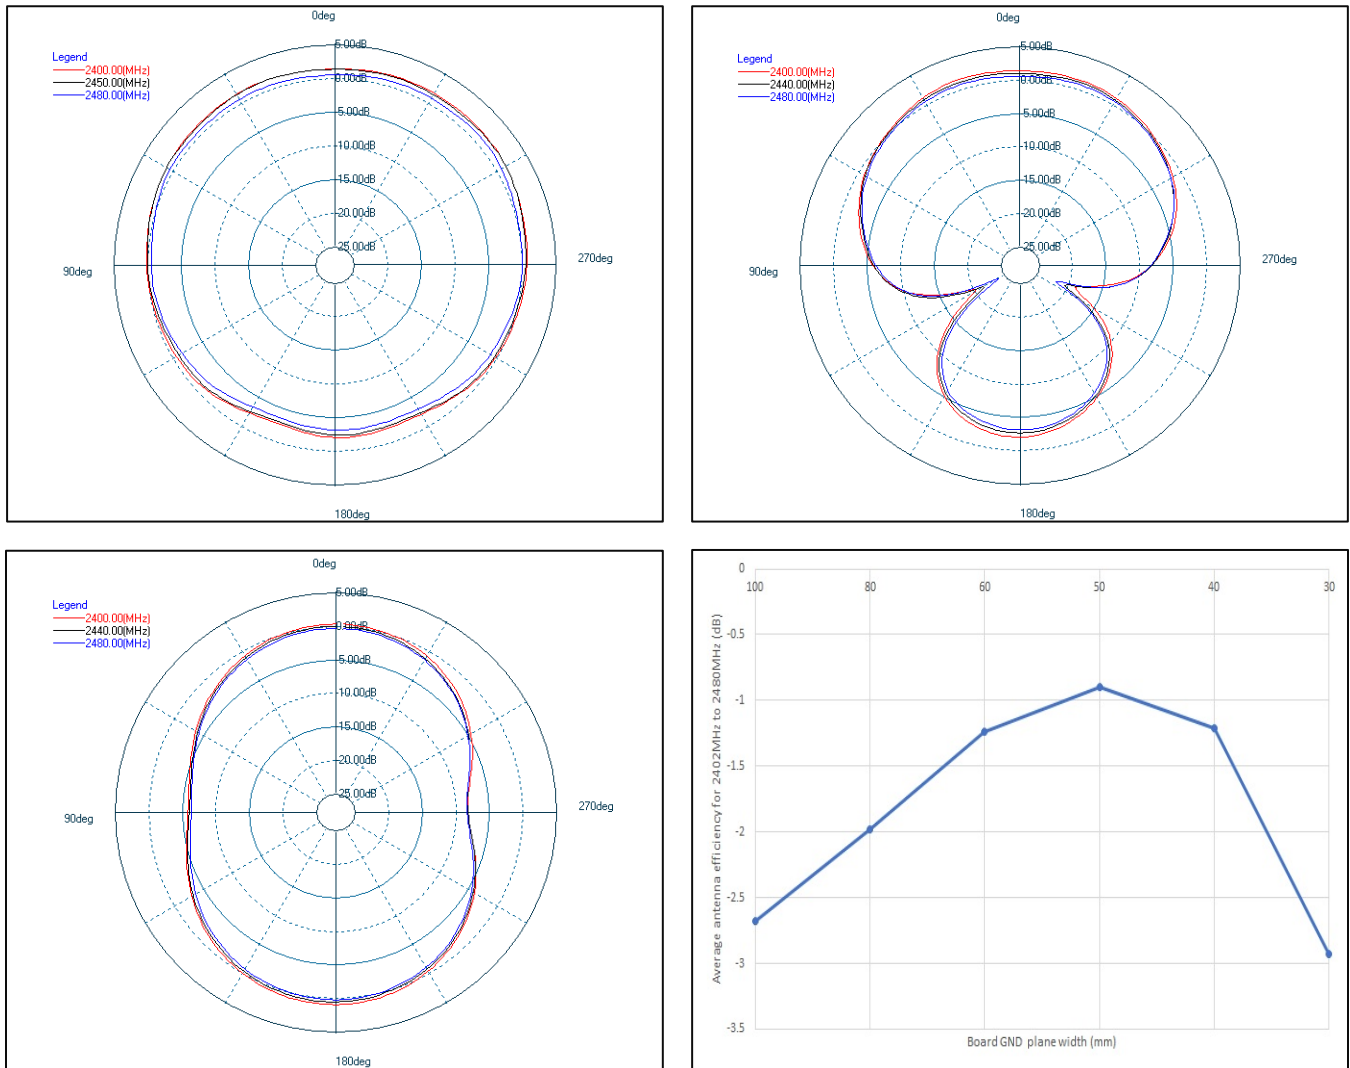 0deg
5.00dB
Legend
2400.00(MHz)
2450.00(MHz)
2480.00(MHz)
0.00dB
5.00dB
10.00dB
15.00dB
20.00dB
25.00dB
90deg
270deg
180deg
0deg
5.00dB
Legend
2400.00(MHz)
2440.00(MHz)
2480.00(MHz)
0.00dB
5.00dB
10.00dB
15.00dB
20.00dB
25.00dB
90deg
270deg
180deg
0deg
5.00dB
Legend
2400.00(MHz)
2440.00(MHz)
2480.00(MHz)
0.00dB
5.00dB
10.00dB
15.00dB
20.00dB
25.00dB
90deg
270deg
180deg
Average antenna efficiency for 2402MHz to 2480MHz (dB)
0
100 80 60 50 40 30
-0.5
-1
-1.5
-2
-2.5
-3
-3.5
Board GND plane width (mm)